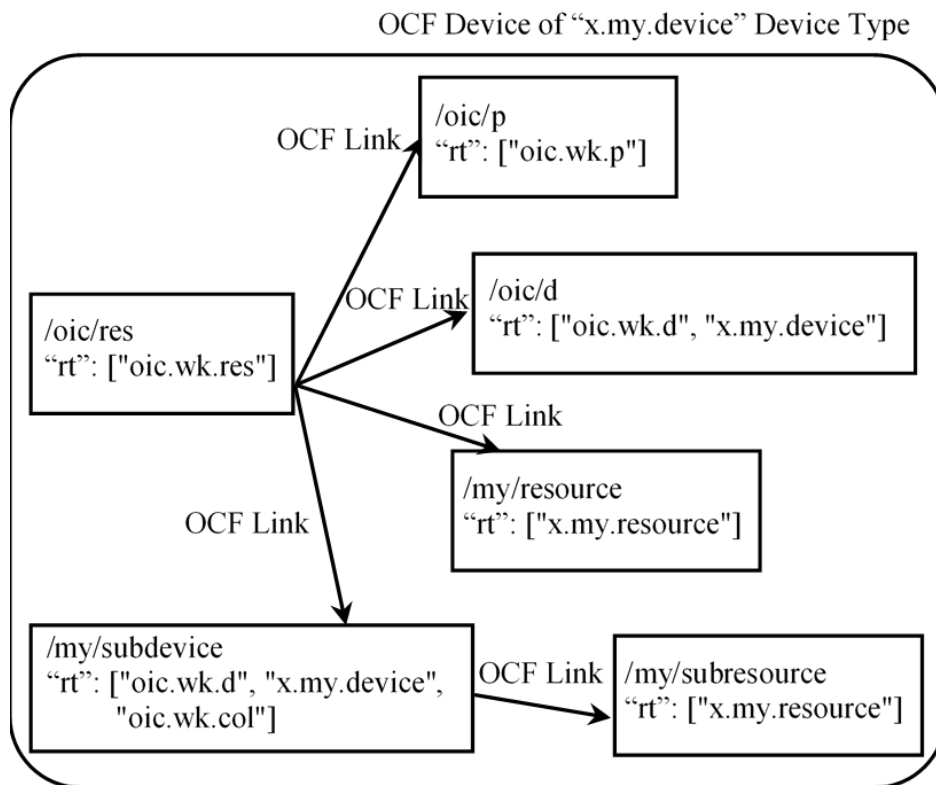 OCF Device of “x.my.device” Device Type
/oic/p
“rt”: ["oic.wk.p"]
OCF Link
/oic/d
“rt”: ["oic.wk.d", "x.my.device"]
OCF Link
/oic/res
“rt”: ["oic.wk.res"]
OCF Link
/my/resource
“rt”: ["x.my.resource"]
OCF Link
/my/subdevice
“rt”: ["oic.wk.d", "x.my.device",
"oic.wk.col"]
OCF Link
/my/subresource
“rt”: ["x.my.resource"]